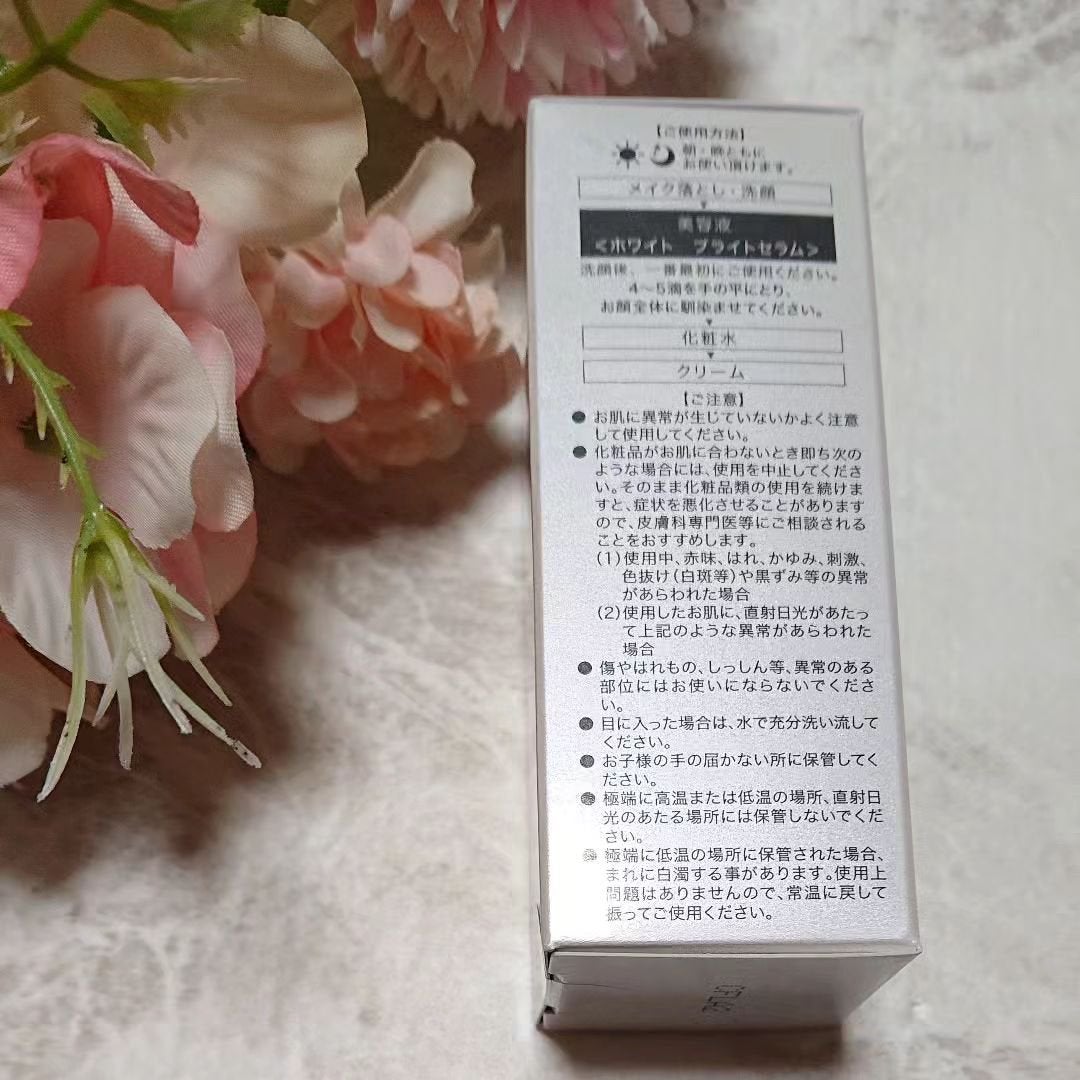 【ご使用方法】
朝・晩ともに
お使い頂けます。
メイク落とし・洗顔
美容液
<ホワイト ブライトセラム>
洗顔後、一番最初にご使用ください。
4〜5滴を手の平にとり、
お顔全体に馴染ませてください。
化粧水
クリーム
【ご注意】
● お肌に異常が生じていないかよく注意
して使用してください。
● 化粧品がお肌に合わないとき即ち次の
ような場合には、使用を中止してくださ
い。そのまま化粧品類の使用を続けま
すと、症状を悪化させることがあります
ので、皮膚科専門医等にご相談される
ことをおすすめします。
(1)使用中、赤味、はれ、かゆみ、刺激、
色抜け(白斑等)や黒ずみ等の異常
があらわれた場合
(2)使用したお肌に、直射日光があたっ
て上記のような異常があらわれた
場合
● 傷やはれもの、しっしん等、異常のある
部位にはお使いにならないでくださ
い。
● 目に入った場合は、水で充分洗い流して
ください。
● お子様の手の届かない所に保管してく
ださい。
● 極端に高温または低温の場所、直射日
光のあたる場所には保管しないでくだ
さい。
● 極端に低温の場所に保管された場合、
まれに白濁する事があります。使用上
問題はありませんので、常温に戻して
振ってご使用ください。